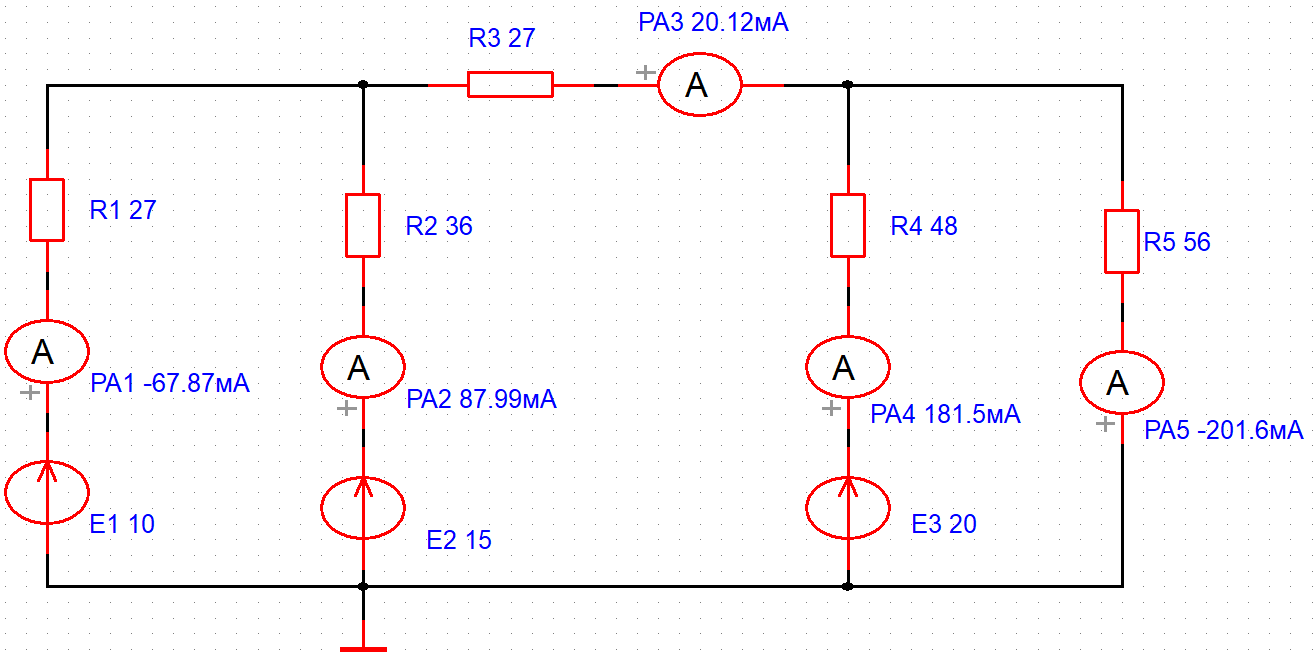 PA3 20.12мА
R3 27
A
R1 27
R2 36
R4 48
R5 56
A
PA1 -67.87мА
A
PA2 87.99мА
A
PA4 181.5мА
A
PA5 -201.6мА
E1 10
E2 15
E3 20